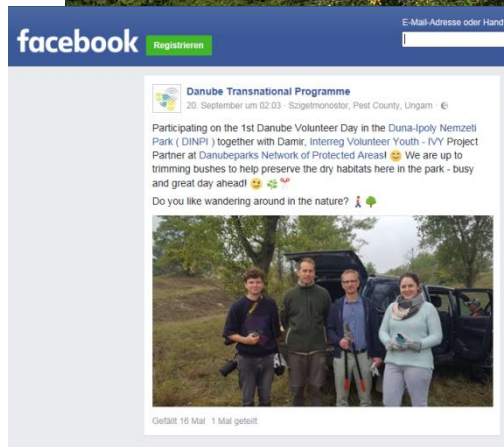 facebook
Registrieren
E-Mail-Adresse oder Hand
Danube Transnational Programme
20. September um 02:03 · Szigetmonostor, Pest County, Ungarn ·
Participating on the 1st Danube Volunteer Day in the Duna-Ipoly Nemzeti
Park ( DINPI ) together with Damir, Interreg Volunteer Youth - IVY Project
Partner at Danubeparks Network of Protected Areas! 😊 We are up to
trimming bushes to help preserve the dry habitats here in the park - busy
and great day ahead! 😉 🌿 ✂️
Do you like wandering around in the nature? 🚶 🌳
Gefällt 16 Mal 1 Mal geteilt